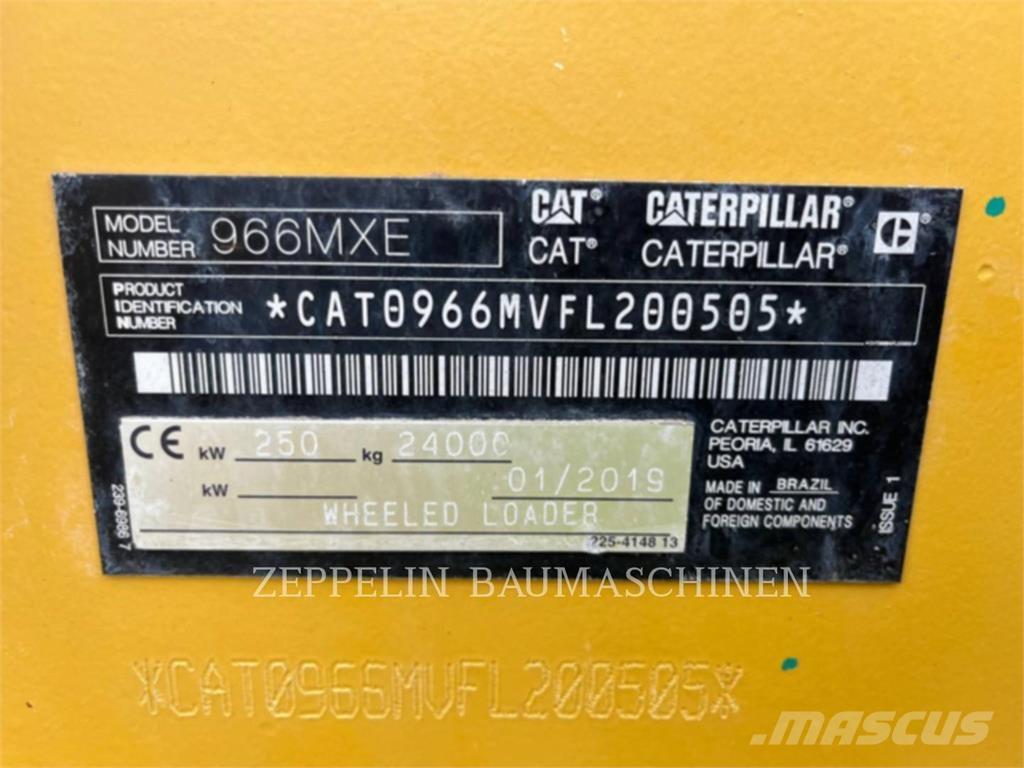 MODEL
NUMBER 966MXE
CAT® CATERPILLAR®
CAT® CATERPILLAR®
PRODUCT
IDENTIFICATION
NUMBER *CAT0966MVFL200505*
CE kW 250 kg 24000
kW 01/2019
WHEELED LOADER
225-4148 13
CATERPILLAR INC.
PEORIA, IL 61629
USA
MADE IN BRAZIL
OF DOMESTIC AND
FOREIGN COMPONENTS
ISSUE 1
ZEPPELIN BAUMASCHINEN
*CAT0966MVFL200505*
MASCUS